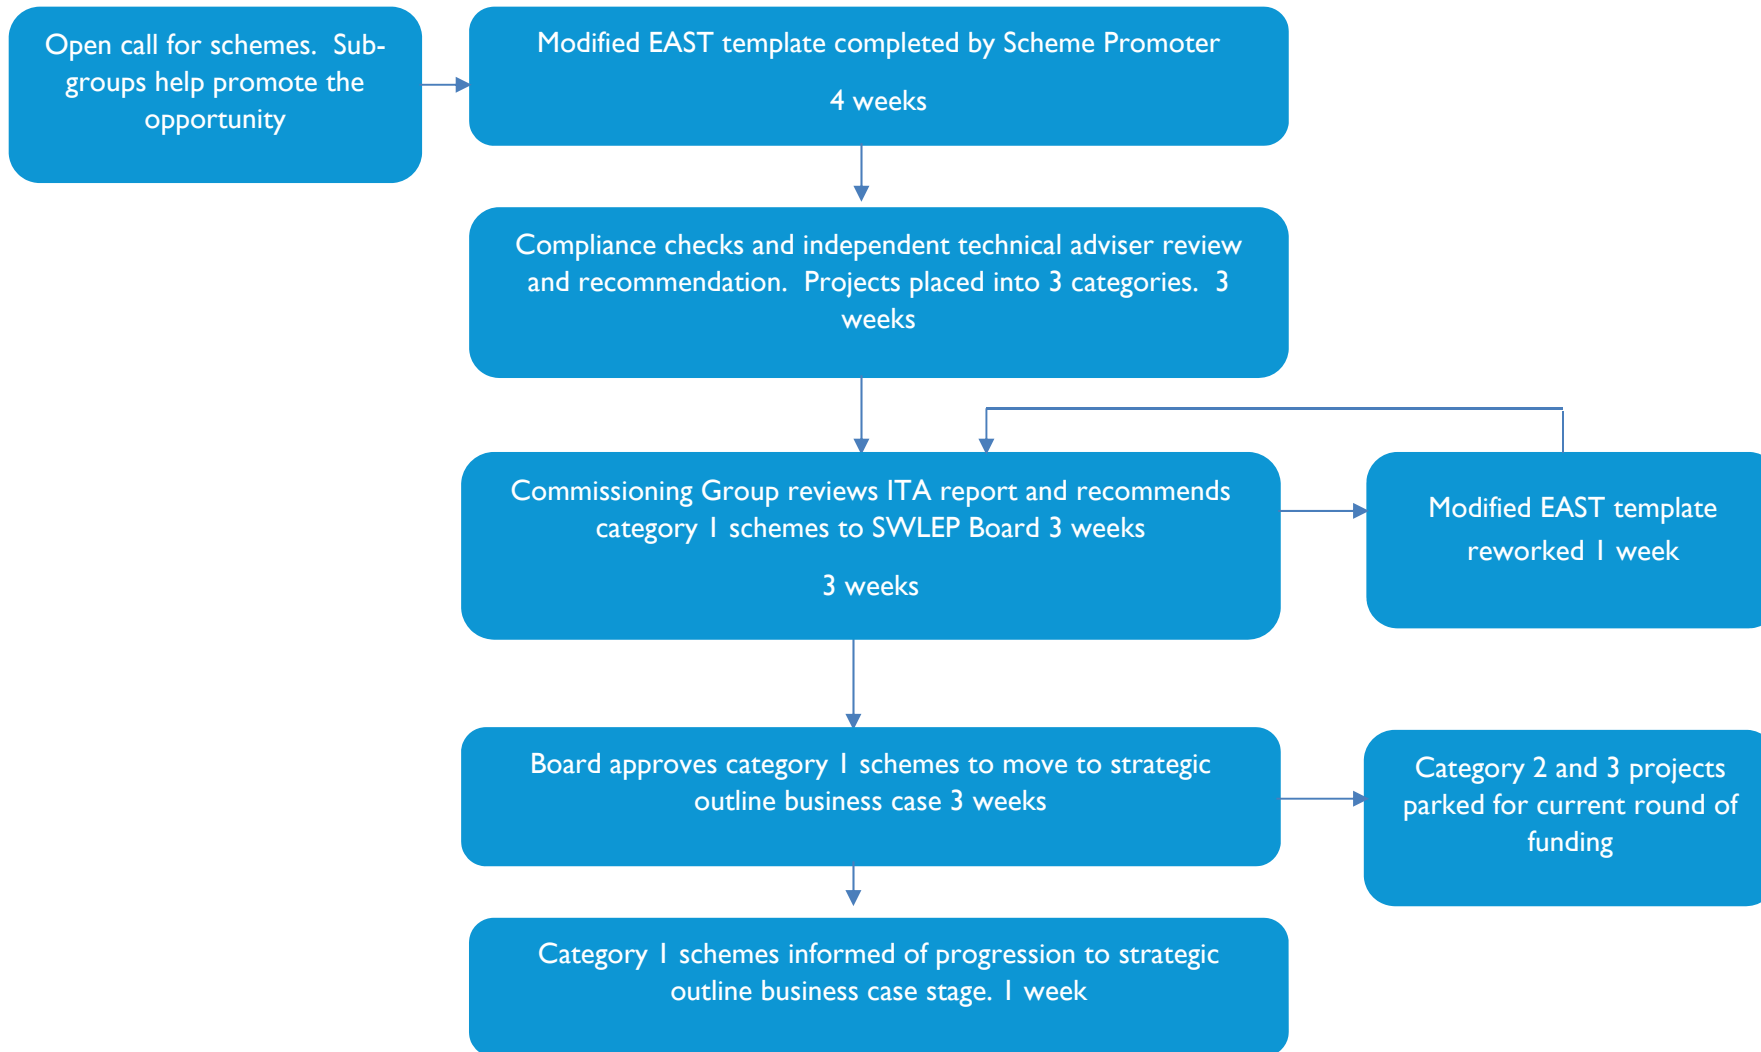 Open call for schemes.  Sub-
groups help promote the
opportunity
Modified EAST template completed by Scheme Promoter
4 weeks
Compliance checks and independent technical adviser review
and recommendation.  Projects placed into 3 categories.  3
weeks
Commissioning Group reviews ITA report and recommends
category 1 schemes to SWLEP Board 3 weeks
3 weeks
Modified EAST template
reworked 1 week
Board approves category 1 schemes to move to strategic
outline business case 3 weeks
Category 2 and 3 projects
parked for current round of
funding
Category 1 schemes informed of progression to strategic
outline business case stage. 1 week